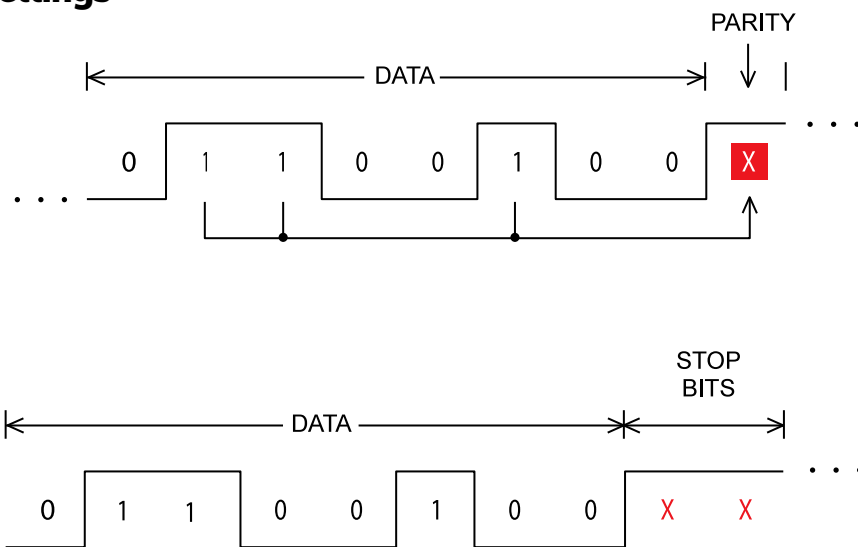 PARITY
DATA
0 1 1 0 0 1 0 0 X
STOP
BITS
DATA
0 1 1 0 0 1 0 0 X X